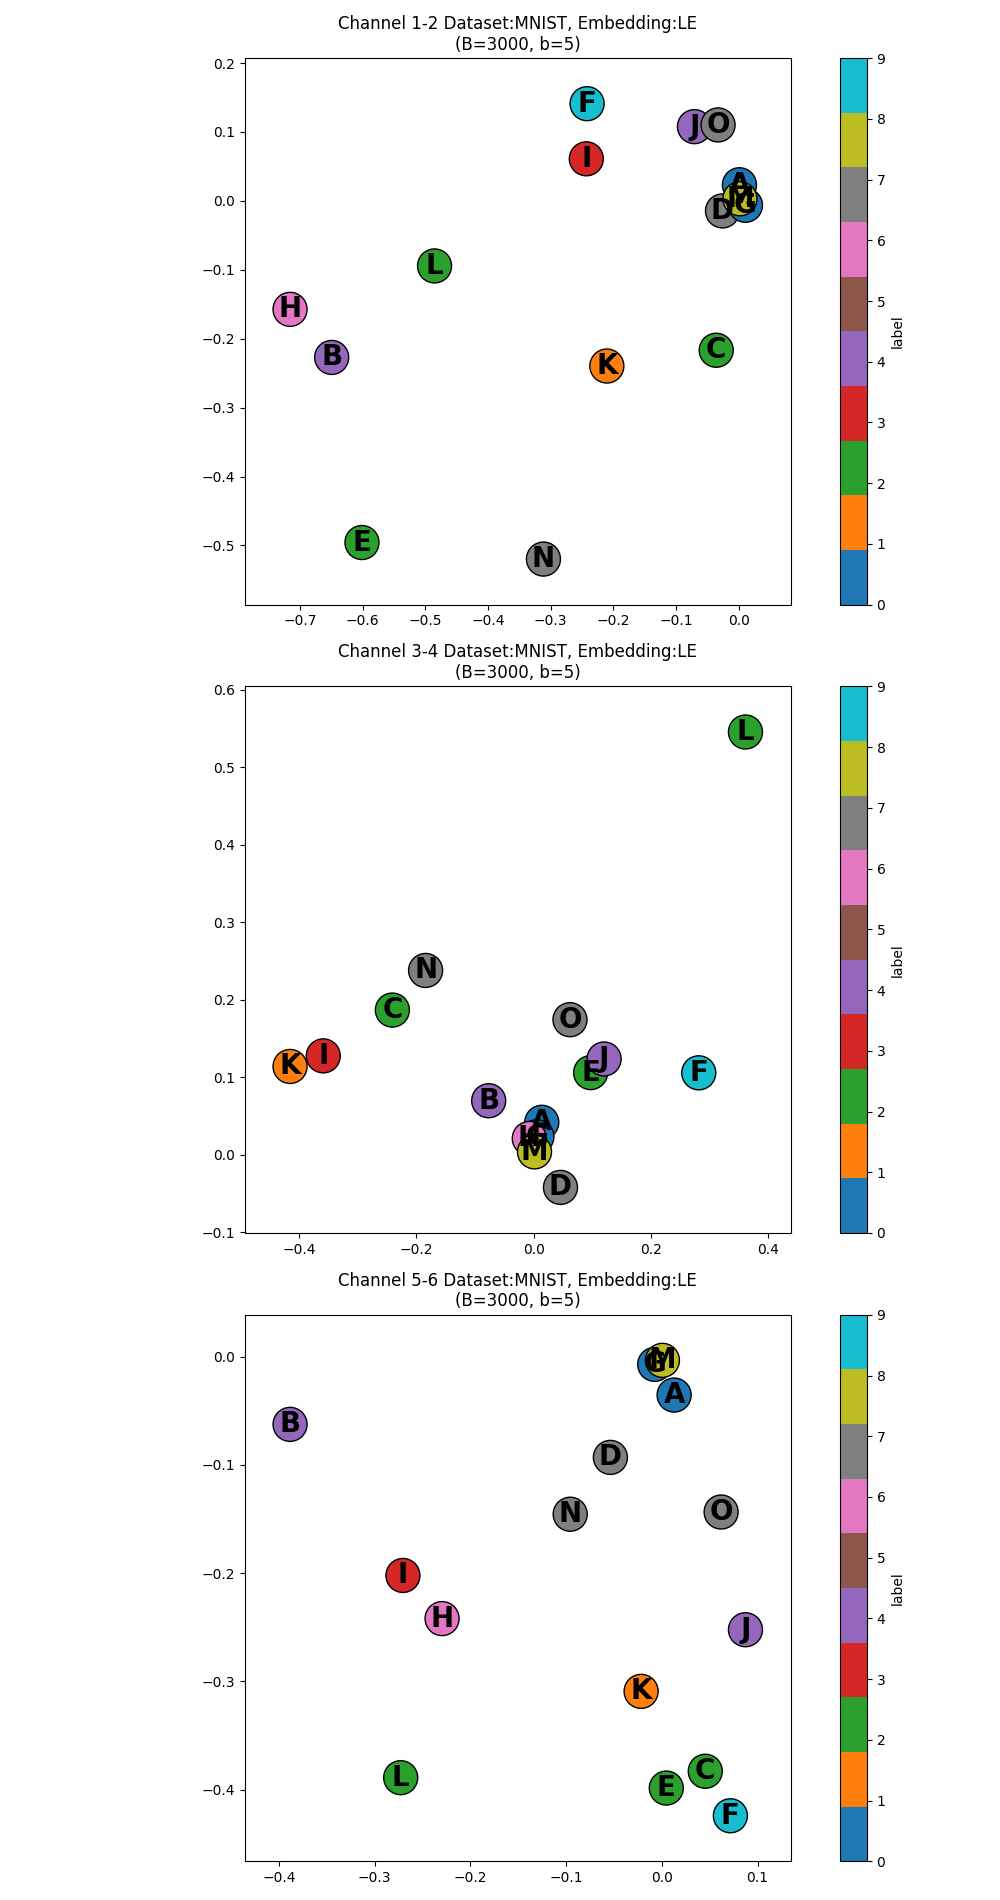 Channel 1-2 Dataset:MNIST, Embedding:LE
(B=3000, b=5)
0.2
0.1
0.0
−0.1
−0.2
−0.3
−0.4
−0.5
−0.7 −0.6 −0.5 −0.4 −0.3 −0.2 −0.1 0.0
F
J O
I
A
M
D G
L
H
B
K
C
E
N
9
8
7
6
5
4
3
2
1
0
label
Channel 3-4 Dataset:MNIST, Embedding:LE
(B=3000, b=5)
0.6
0.5
0.4
0.3
0.2
0.1
0.0
−0.1
−0.4 −0.2 0.0 0.2 0.4
L
N
C
O
K I
E J
F
B
A
H G
M
D
9
8
7
6
5
4
3
2
1
0
label
Channel 5-6 Dataset:MNIST, Embedding:LE
(B=3000, b=5)
0.0
−0.1
−0.2
−0.3
−0.4
−0.4 −0.3 −0.2 −0.1 0.0 0.1
G M
A
B
D
N
O
I
H
J
K
L
E C
F
9
8
7
6
5
4
3
2
1
0
label